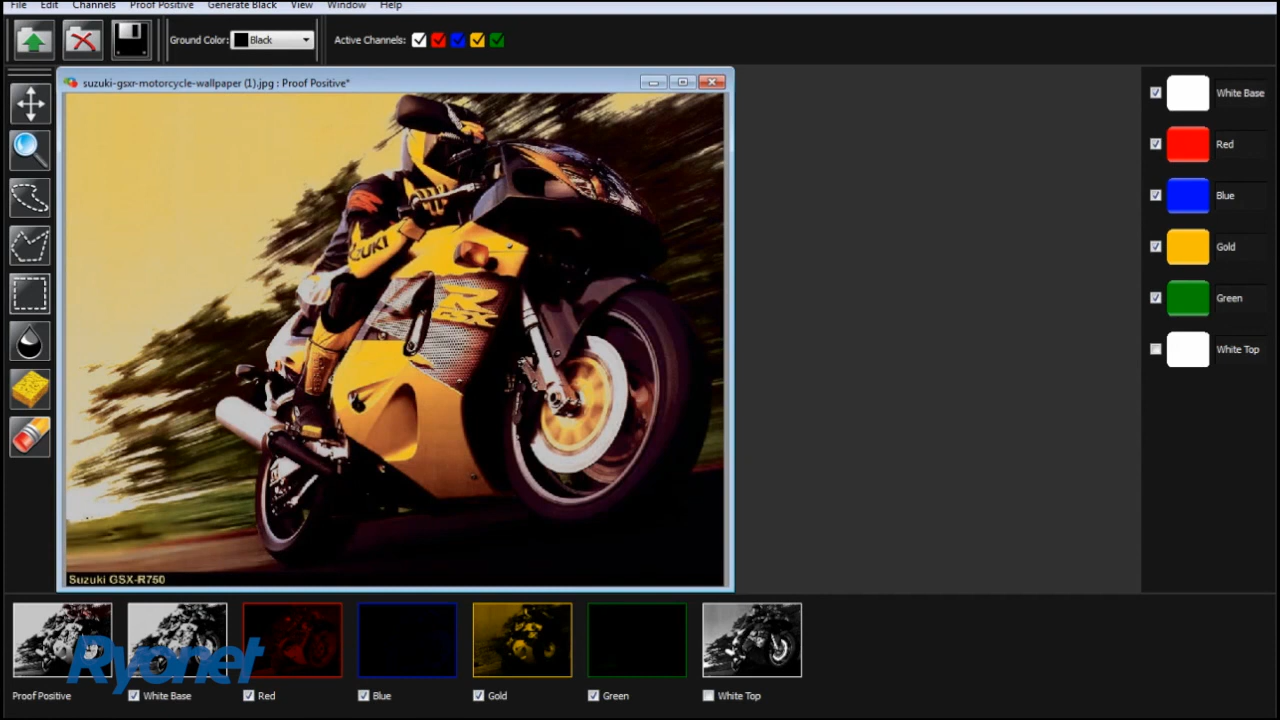 File Edit Channels Proof Positive Generate Black View Window Help
Ground Color: Black Active Channels:
suzuki-gsxr-motorcycle-wallpaper (1).jpg : Proof Positive*
White Base
Red
Blue
Gold
Green
White Top
SUZUKI
R
GSX
Suzuki GSX-R750
Ryonet
Proof Positive White Base Red Blue Gold Green White Top